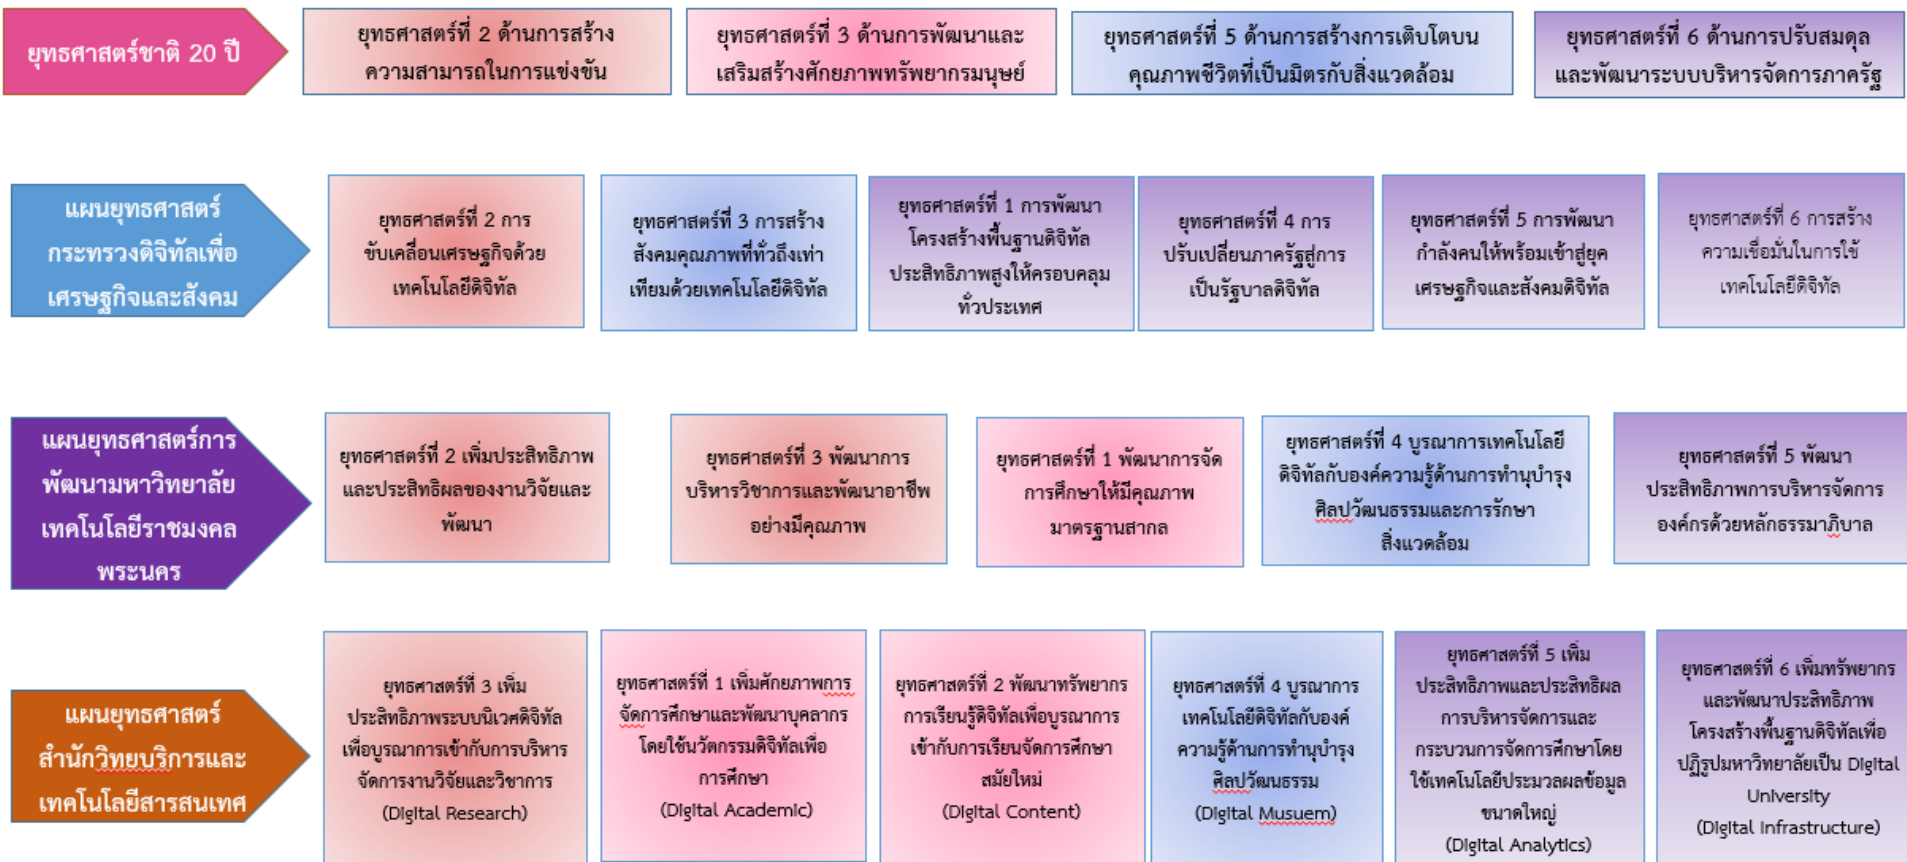 ยุทธศาสตร์ชาติ 20 ปี
ยุทธศาสตร์ที่ 2 ด้านการสร้าง
ความสามารถในการแข่งขัน
ยุทธศาสตร์ที่ 3 ด้านการพัฒนาและ
เสริมสร้างศักยภาพทรัพยากรมนุษย์
ยุทธศาสตร์ที่ 5 ด้านการสร้างการเติบโตบน
คุณภาพชีวิตที่เป็นมิตรกับสิ่งแวดล้อม
ยุทธศาสตร์ที่ 6 ด้านการปรับสมดุล
และพัฒนาระบบบริหารจัดการภาครัฐ
แผนยุทธศาสตร์
กระทรวงดิจิทัลเพื่อ
เศรษฐกิจและสังคม
ยุทธศาสตร์ที่ 2 การ
ขับเคลื่อนเศรษฐกิจด้วย
เทคโนโลยีดิจิทัล
ยุทธศาสตร์ที่ 3 การสร้าง
สังคมคุณภาพที่ทั่วถึงเท่า
เทียมด้วยเทคโนโลยีดิจิทัล
ยุทธศาสตร์ที่ 1 การพัฒนา
โครงสร้างพื้นฐานดิจิทัล
ประสิทธิภาพสูงให้ครอบคลุม
ทั่วประเทศ
ยุทธศาสตร์ที่ 4 การ
ปรับเปลี่ยนภาครัฐสู่การ
เป็นรัฐบาลดิจิทัล
ยุทธศาสตร์ที่ 5 การพัฒนา
กำลังคนให้พร้อมเข้าสู่ยุค
เศรษฐกิจและสังคมดิจิทัล
ยุทธศาสตร์ที่ 6 การสร้าง
ความเชื่อมั่นในการใช้
เทคโนโลยีดิจิทัล
แผนยุทธศาสตร์การ
พัฒนามหาวิทยาลัย
เทคโนโลยีราชมงคล
พระนคร
ยุทธศาสตร์ที่ 2 เพิ่มประสิทธิภาพ
และประสิทธิผลของงานวิจัยและ
พัฒนา
ยุทธศาสตร์ที่ 3 พัฒนาการ
บริหารวิชาการและพัฒนาอาชีพ
อย่างมีคุณภาพ
ยุทธศาสตร์ที่ 1 พัฒนาการจัด
การศึกษาให้มีคุณภาพ
มาตรฐานสากล
ยุทธศาสตร์ที่ 4 บูรณาการเทคโนโลยี
ดิจิทัลกับองค์ความรู้ด้านการทำนุบำรุง
ศิลปวัฒนธรรมและการรักษา
สิ่งแวดล้อม
ยุทธศาสตร์ที่ 5 พัฒนา
ประสิทธิภาพการบริหารจัดการ
องค์กรด้วยหลักธรรมาภิบาล
แผนยุทธศาสตร์
สำนักวิทยบริการและ
เทคโนโลยีสารสนเทศ
ยุทธศาสตร์ที่ 3 เพิ่ม
ประสิทธิภาพระบบนิเวศดิจิทัล
เพื่อบูรณาการเข้ากับการบริหาร
จัดการงานวิจัยและวิชาการ
(Digital Research)
ยุทธศาสตร์ที่ 1 เพิ่มศักยภาพการ
จัดการศึกษาและพัฒนาบุคลากร
โดยใช้นวัตกรรมดิจิทัลเพื่อ
การศึกษา
(Digital Academic)
ยุทธศาสตร์ที่ 2 พัฒนาทรัพยากร
การเรียนรู้ดิจิทัลเพื่อบูรณาการ
เข้ากับการเรียนจัดการศึกษา
สมัยใหม่
(Digital Content)
ยุทธศาสตร์ที่ 4 บูรณาการ
เทคโนโลยีดิจิทัลกับองค์
ความรู้ด้านการทำนุบำรุง
ศิลปวัฒนธรรม
(Digital Musuem)
ยุทธศาสตร์ที่ 5 เพิ่ม
ประสิทธิภาพและประสิทธิผล
การบริหารจัดการและ
กระบวนการจัดการศึกษาโดย
ใช้เทคโนโลยีประมวลผลข้อมูล
ขนาดใหญ่
(Digital Analytics)
ยุทธศาสตร์ที่ 6 เพิ่มทรัพยากร
และพัฒนาประสิทธิภาพ
โครงสร้างพื้นฐานดิจิทัลเพื่อ
ปฏิรูปมหาวิทยาลัยเป็น Digital
University
(Digital Infrastructure)